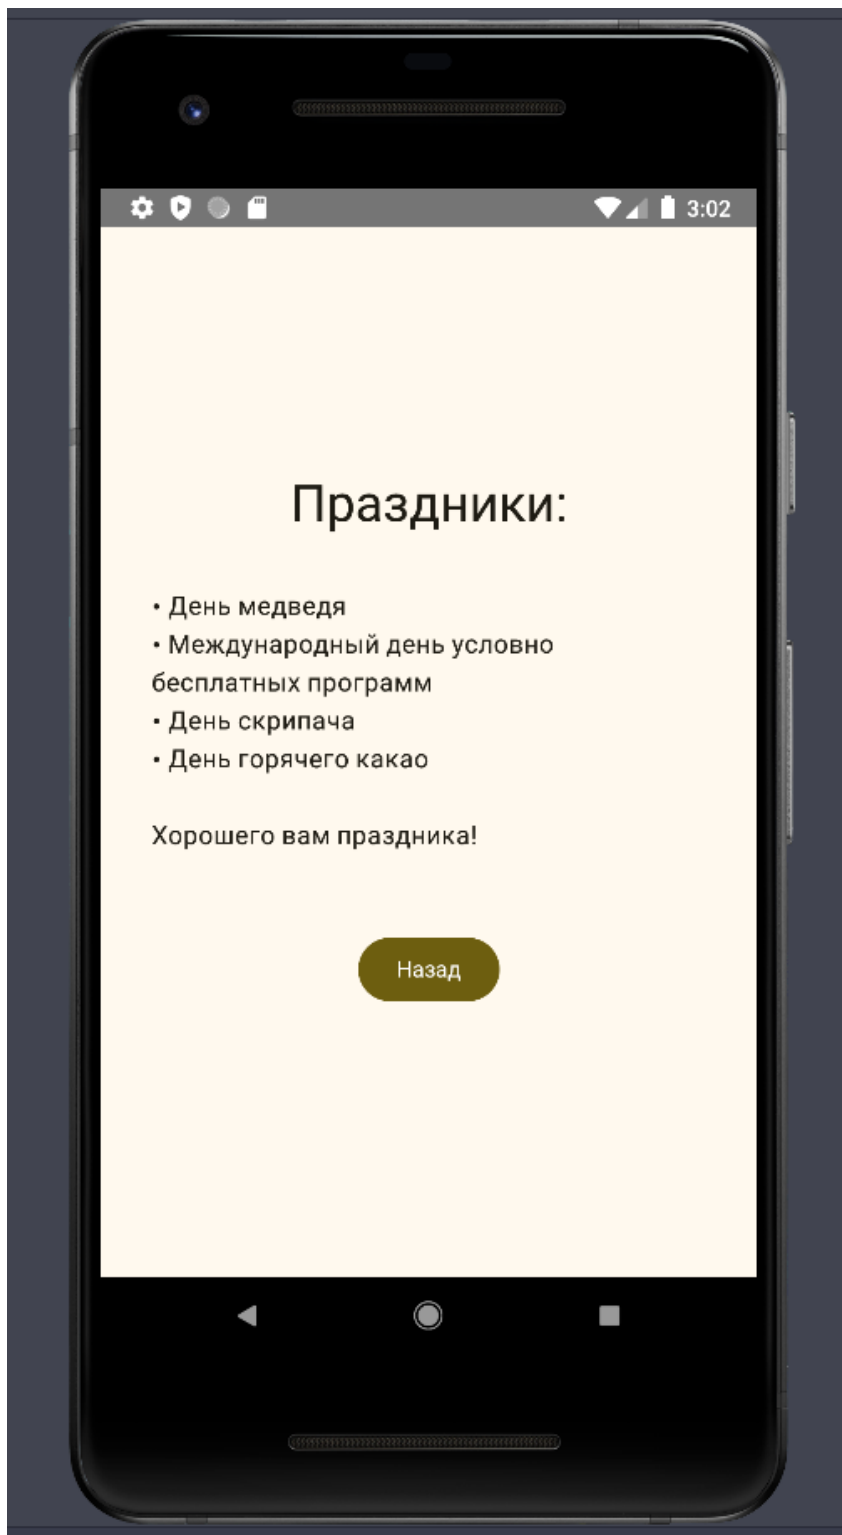 3:02
Праздники:
• День медведя
• Международный день условно
бесплатных программ
• День скрипача
• День горячего какао
Хорошего вам праздника!
Назад